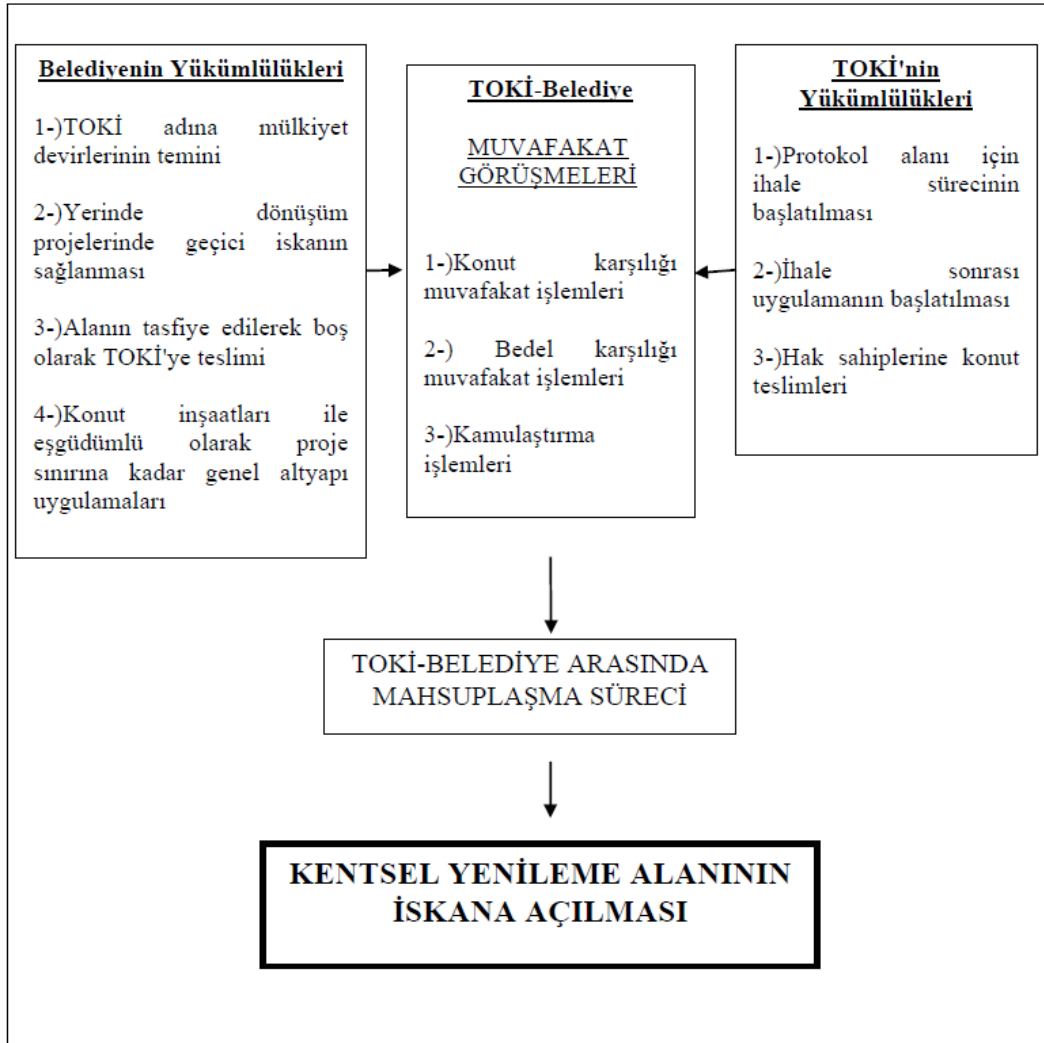 Belediyenin Yükümlülükleri
1-)TOKİ adına mülkiyet
devirlerinin temini
2-)Yerinde dönüşüm
projelerinde geçici iskanın
sağlanması
3-)Alanın tasfiye edilerek boş
olarak TOKİ'ye teslimi
4-)Konut inşaatları ile
eşgüdümlü olarak proje
sınırına kadar genel altyapı
uygulamaları
TOKİ-Belediye
MUVAFAKAT
GÖRÜŞMELERİ
1-)Konut karşılığı
muvafakat işlemleri
2-) Bedel karşılığı
muvafakat işlemleri
3-)Kamulaştırma
işlemleri
TOKİ'nin
Yükümlülükleri
1-)Protokol alanı için
ihale sürecinin
başlatılması
2-)İhale sonrası
uygulamanın başlatılması
3-)Hak sahiplerine konut
teslimleri
TOKİ-BELEDİYE ARASINDA
MAHSUPLAŞMA SÜRECİ
KENTSEL YENİLEME ALANININ
İSKANA AÇILMASI